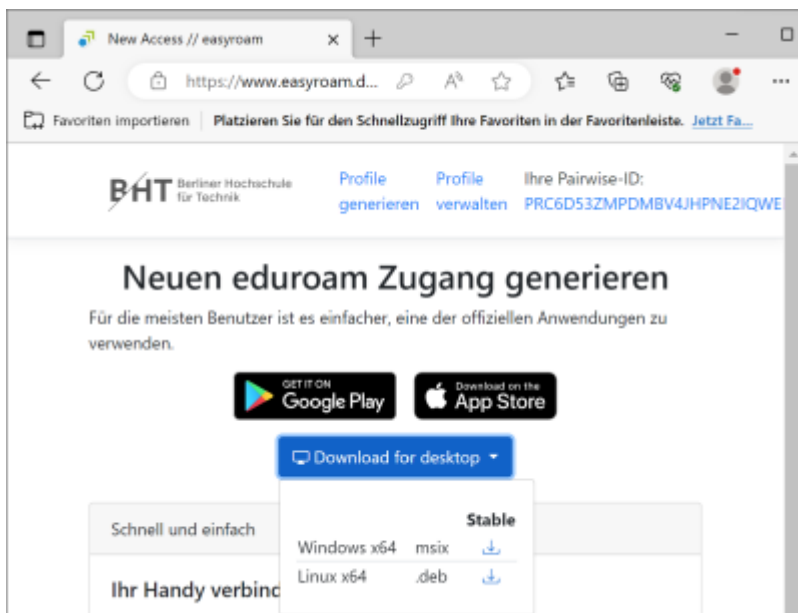 New Access // easyroam
https://www.easyroam.d...
Favoriten importieren
Platzieren Sie für den Schnellzugriff Ihre Favoriten in der Favoritenleiste. Jetzt Fa...
BHT Berliner Hochschule
für Technik
Profile
generieren
Profile
verwalten
Ihre Pairwise-ID:
PRC6D53ZMPDMBV4JHPNE2IQWE
Neuen eduroam Zugang generieren
Für die meisten Benutzer ist es einfacher, eine der offiziellen Anwendungen zu
verwenden.
GET IT ON
Google Play
Download on the
App Store
Download for desktop
Stable
Windows x64 msix
Linux x64 .deb
Schnell und einfach
Ihr Handy verbind